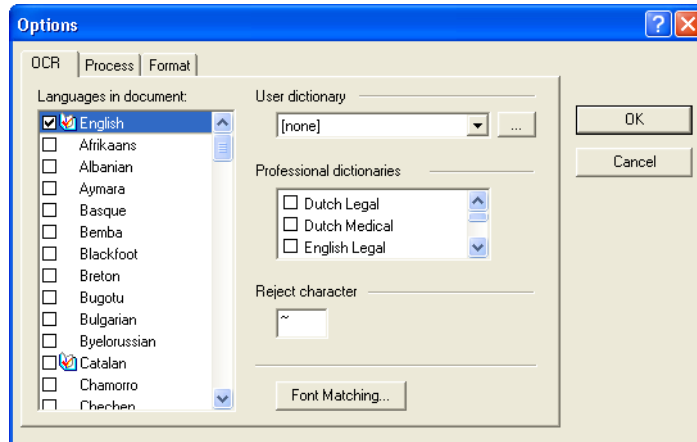 Options
OCR
Process
Format
Languages in document:
English
Afrikaans
Albanian
Aymara
Basque
Bemba
Blackfoot
Breton
Bugotu
Bulgarian
Byelorussian
Catalan
Chamorro
Chechen
User dictionary
[none]
...
Professional dictionaries
Dutch Legal
Dutch Medical
English Legal
Reject character
~
Font Matching...
OK
Cancel